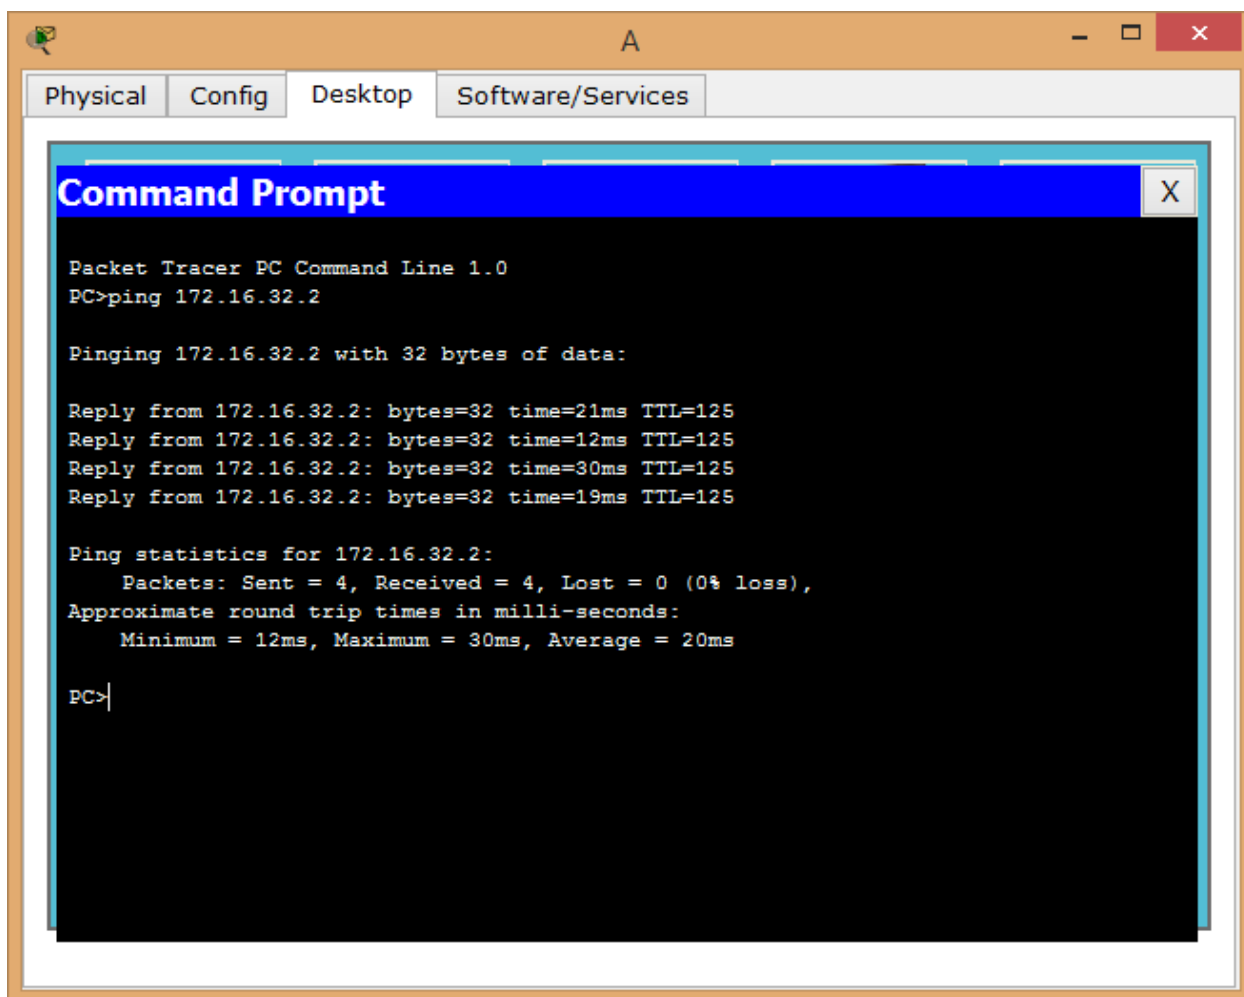 A
Physical Config Desktop Software/Services
Command Prompt X
Packet Tracer PC Command Line 1.0
PC>ping 172.16.32.2
Pinging 172.16.32.2 with 32 bytes of data:
Reply from 172.16.32.2: bytes=32 time=21ms TTL=125
Reply from 172.16.32.2: bytes=32 time=12ms TTL=125
Reply from 172.16.32.2: bytes=32 time=30ms TTL=125
Reply from 172.16.32.2: bytes=32 time=19ms TTL=125
Ping statistics for 172.16.32.2:
Packets: Sent = 4, Received = 4, Lost = 0 (0% loss),
Approximate round trip times in milli-seconds:
Minimum = 12ms, Maximum = 30ms, Average = 20ms
PC>